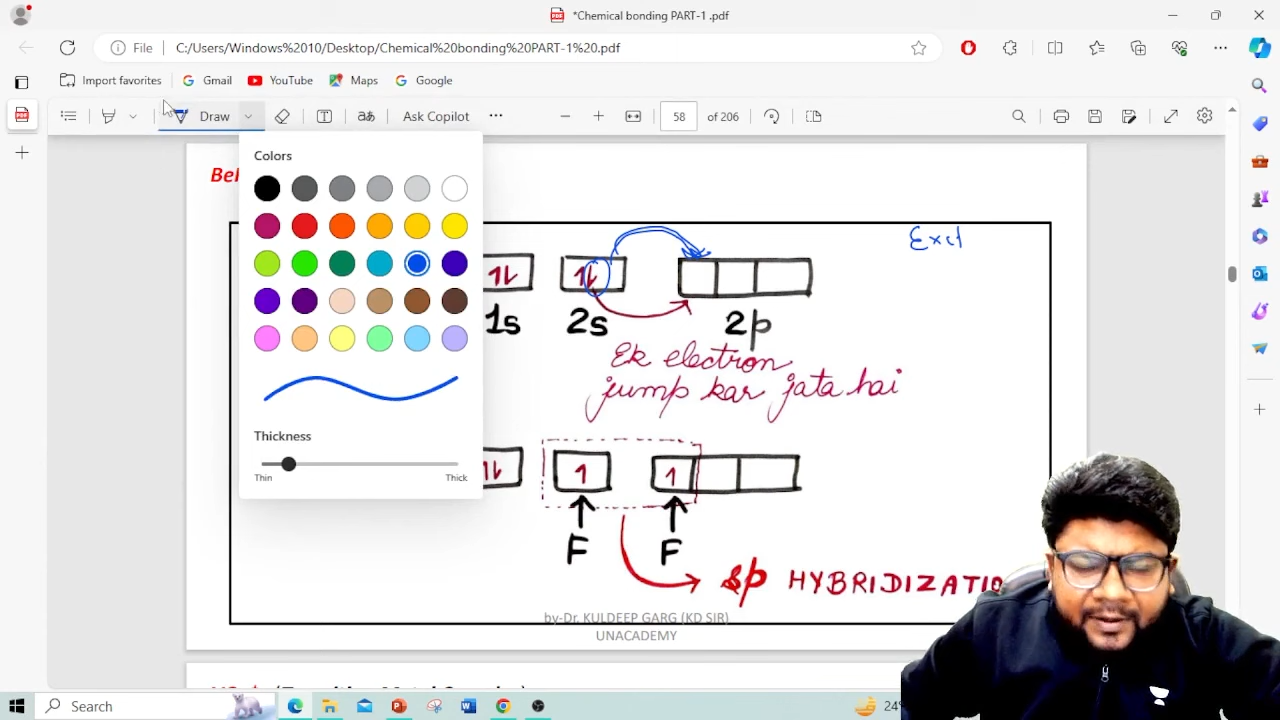 *Chemical bonding PART-1 .pdf
File C:/Users/Windows%2010/Desktop/Chemical%20bonding%20PART-1%20.pdf
Import favorites Gmail YouTube Maps Google
Draw Ask Copilot 58 of 206
Colors
Thickness
Thin Thick
Exct
1s 2s 2p
Ek electron
jump kar jata hai
1 1
F F
sp HYBRIDIZATIO
by-Dr. KULDEEP GARG (KD SIR)
UNACADEMY
Search
24°